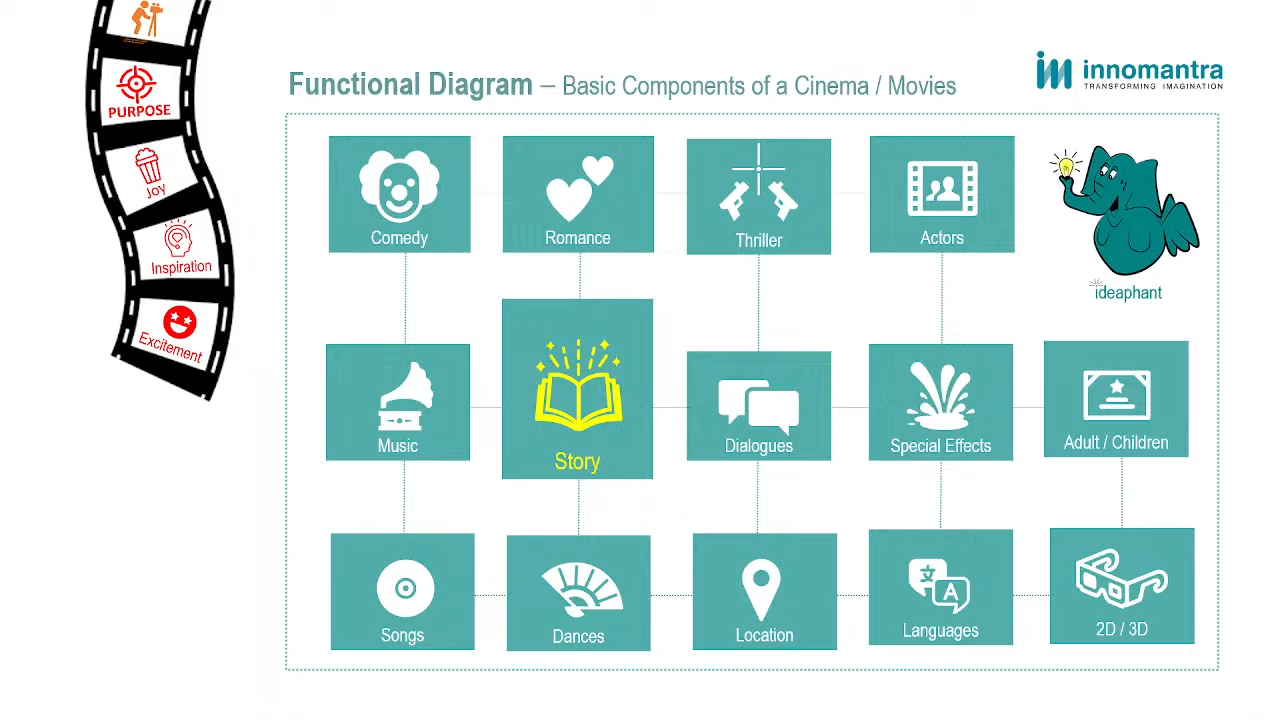 PURPOSE
Joy
Inspiration
Excitement
Functional Diagram – Basic Components of a Cinema / Movies
innomantra
TRANSFORMING IMAGINATION
Comedy
Romance
Thriller
Actors
ideaphant
Music
Story
Dialogues
Special Effects
Adult / Children
Songs
Dances
Location
文
A
Languages
2D / 3D